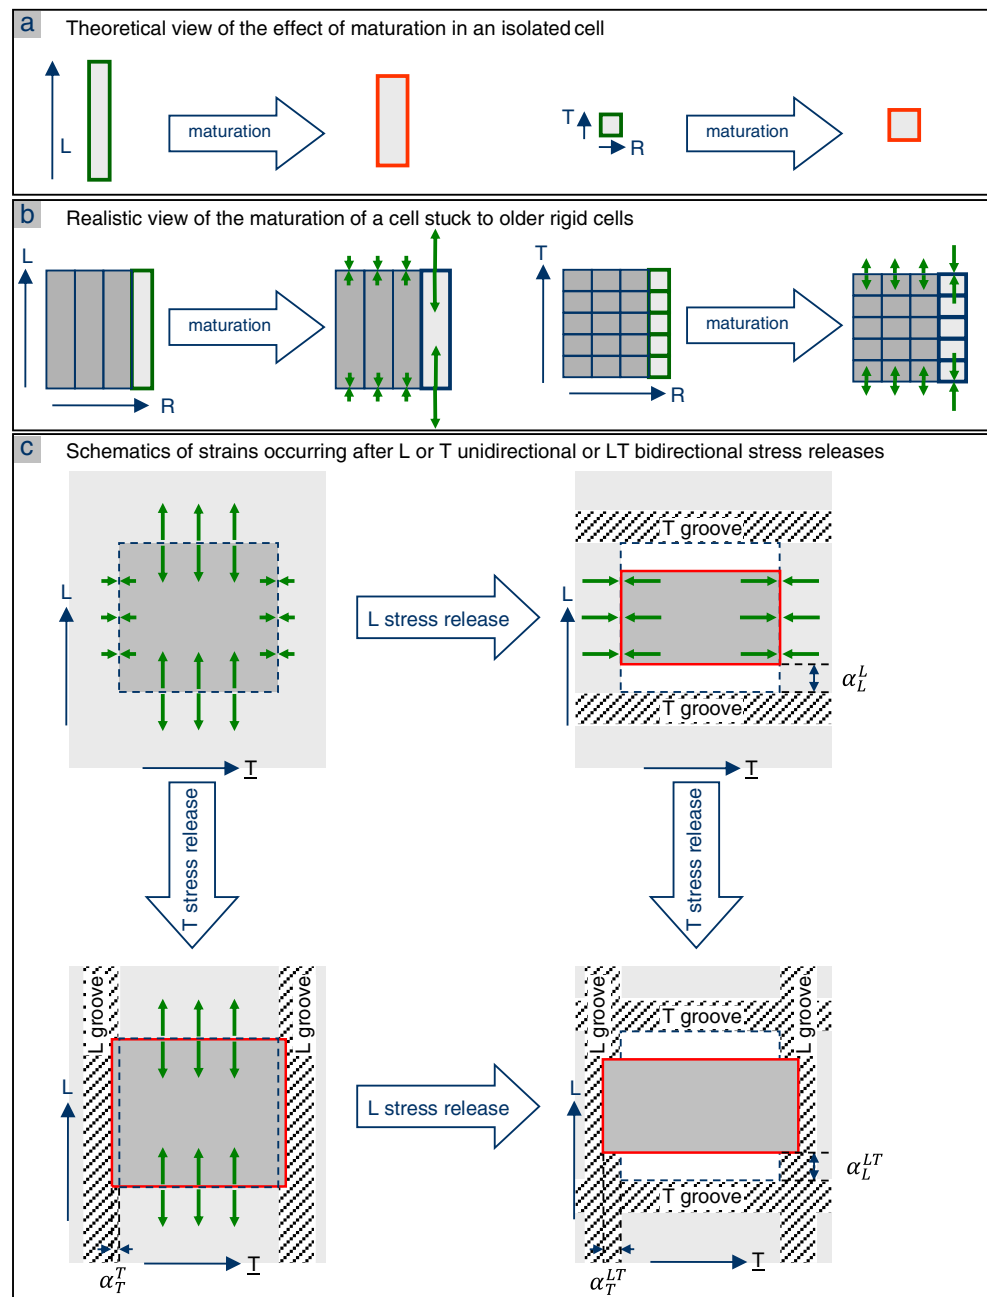 a Theoretical view of the effect of maturation in an isolated cell
L
maturation
T
R
maturation
b Realistic view of the maturation of a cell stuck to older rigid cells
L
maturation
R
T
maturation
R
c Schematics of strains occurring after L or T unidirectional or LT bidirectional stress releases
L
T
L stress release
T groove
L
T groove
α_L^L
T
T stress release
T stress release
L groove
L groove
L
α_T^T
T
L stress release
L groove
T groove
L groove
L
T groove
α_L^{LT}
α_T^{LT}
T